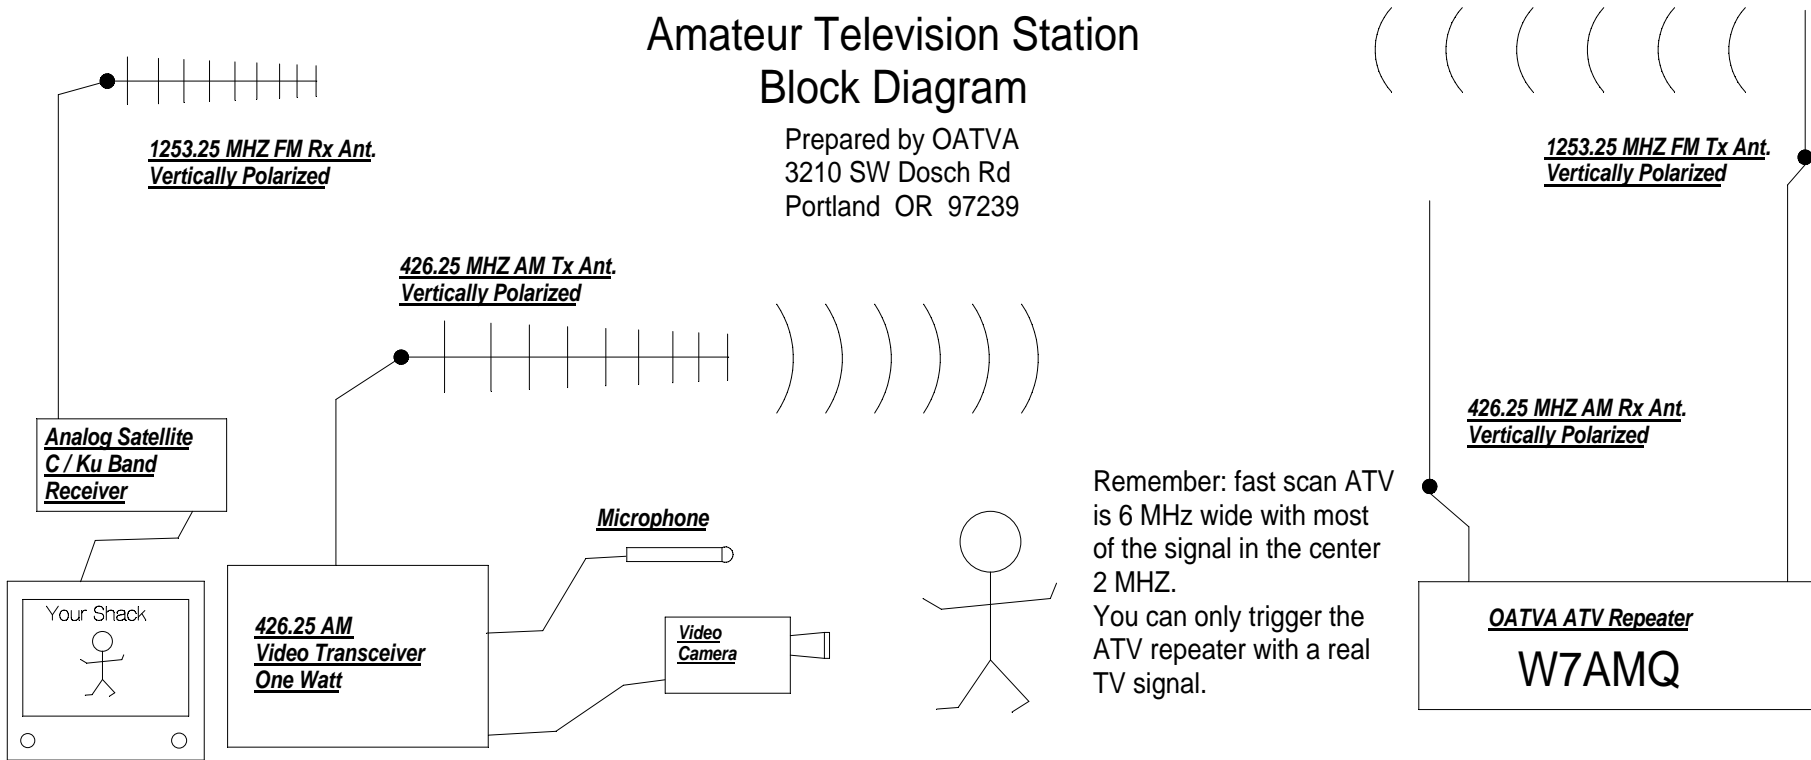 Amateur Television Station
Block Diagram
Prepared by OATVA
3210 SW Dosch Rd
Portland OR 97239
1253.25 MHZ FM Rx Ant.
Vertically Polarized
1253.25 MHZ FM Tx Ant.
Vertically Polarized
426.25 MHZ AM Tx Ant.
Vertically Polarized
426.25 MHZ AM Rx Ant.
Vertically Polarized
Analog Satellite
C / Ku Band
Receiver
Your Shack
426.25 AM
Video Transceiver
One Watt
Microphone
Video
Camera
Remember: fast scan ATV
is 6 MHz wide with most
of the signal in the center
2 MHZ.
You can only trigger the
ATV repeater with a real
TV signal.
OATVA ATV Repeater
W7AMQ